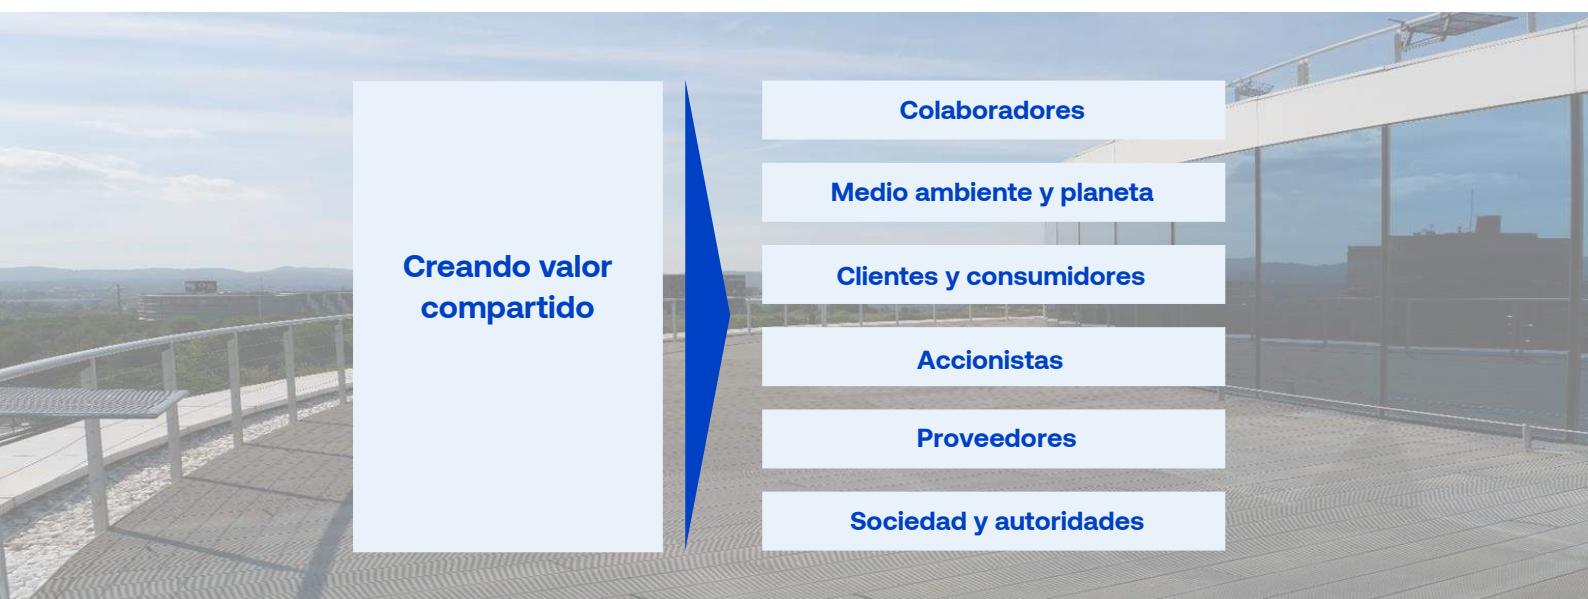 Creando valor
compartido
Colaboradores
Medio ambiente y planeta
Clientes y consumidores
Accionistas
Proveedores
Sociedad y autoridades